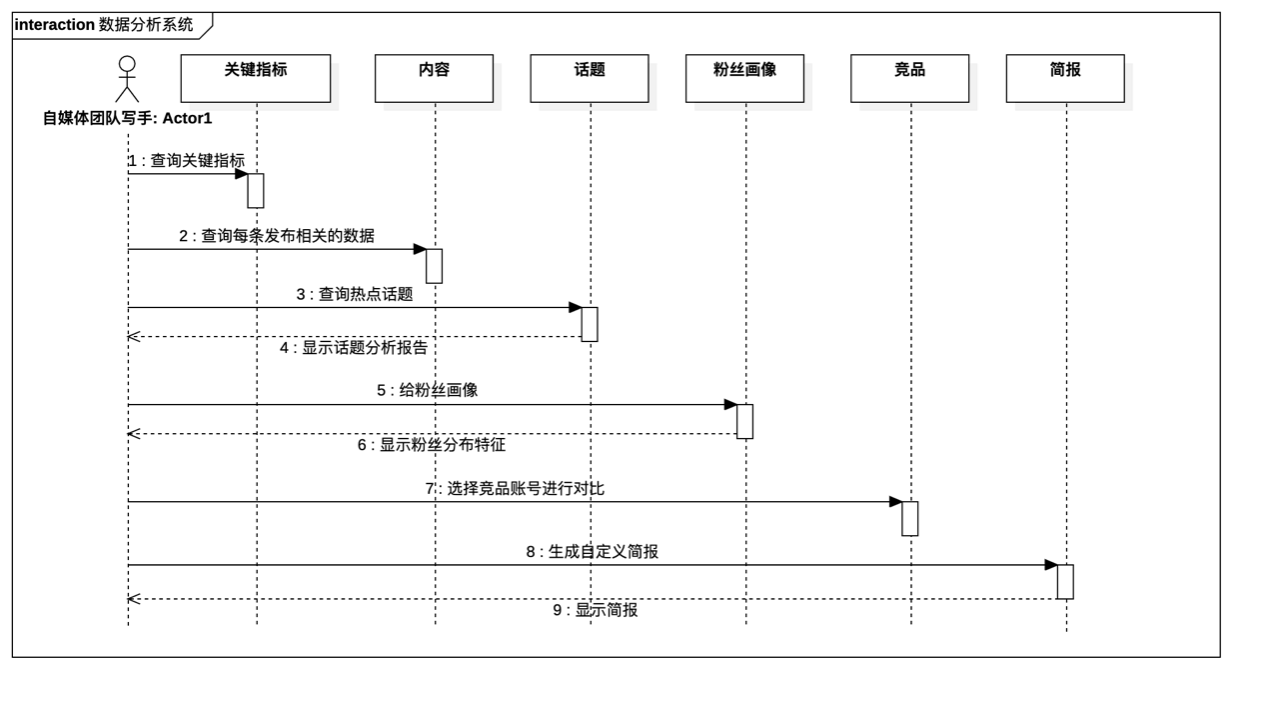 interaction 数据分析系统
关键指标
内容
话题
粉丝画像
竞品
简报
自媒体团队写手: Actor1
1 : 查询关键指标
2 : 查询每条发布相关的数据
3 : 查询热点话题
4 : 显示话题分析报告
5 : 给粉丝画像
6 : 显示粉丝分布特征
7 : 选择竞品账号进行对比
8 : 生成自定义简报
9 : 显示简报